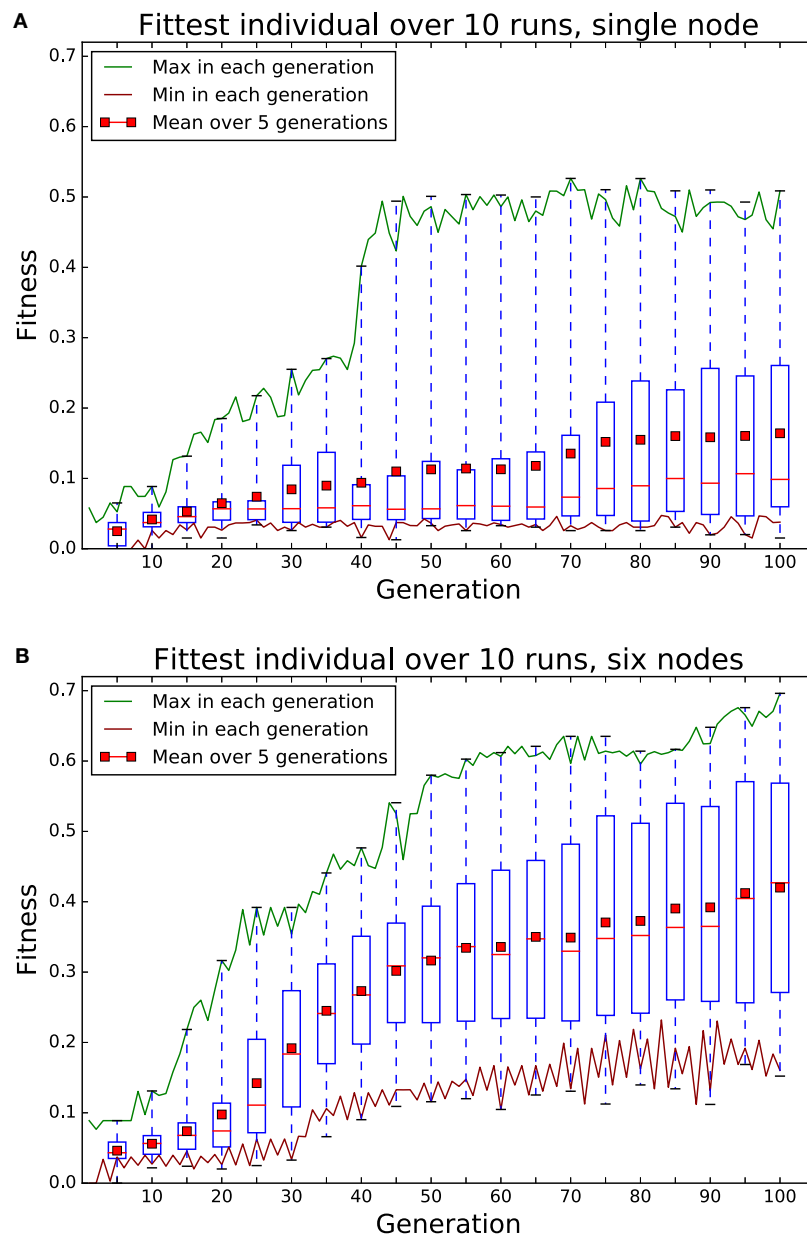 A
Fittest individual over 10 runs, single node
Max in each generation
Min in each generation
Mean over 5 generations
Fitness
0.7
0.6
0.5
0.4
0.3
0.2
0.1
0.0
10 20 30 40 50 60 70 80 90 100
Generation
B
Fittest individual over 10 runs, six nodes
Max in each generation
Min in each generation
Mean over 5 generations
Fitness
0.7
0.6
0.5
0.4
0.3
0.2
0.1
0.0
10 20 30 40 50 60 70 80 90 100
Generation